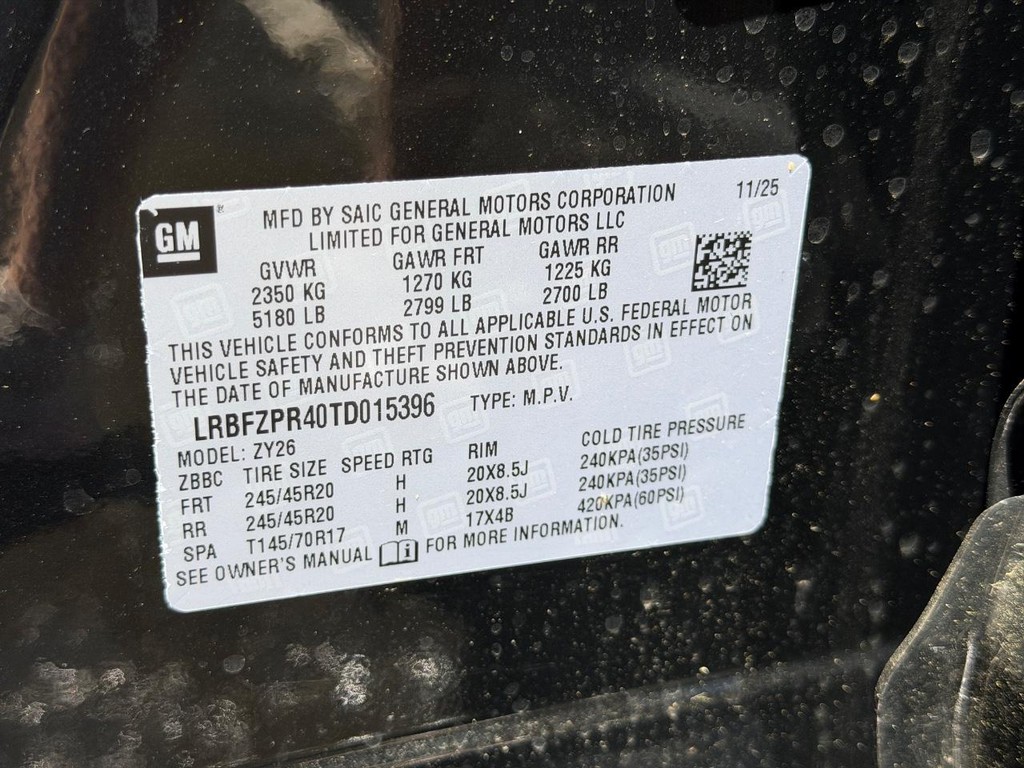 GM
MFD BY SAIC GENERAL MOTORS CORPORATION 11/25
LIMITED FOR GENERAL MOTORS LLC
GVWR GAWR FRT GAWR RR
2350 KG 1270 KG 1225 KG
5180 LB 2799 LB 2700 LB
THIS VEHICLE CONFORMS TO ALL APPLICABLE U.S. FEDERAL MOTOR
VEHICLE SAFETY AND THEFT PREVENTION STANDARDS IN EFFECT ON
THE DATE OF MANUFACTURE SHOWN ABOVE.
LRBFZPR40TD015396 TYPE: M.P.V.
MODEL: ZY26
ZBBC TIRE SIZE SPEED RTG RIM COLD TIRE PRESSURE
FRT 245/45R20 H 20X8.5J 240KPA(35PSI)
RR 245/45R20 H 20X8.5J 240KPA(35PSI)
SPA T145/70R17 M 17X4B 420KPA(60PSI)
SEE OWNER'S MANUAL FOR MORE INFORMATION.